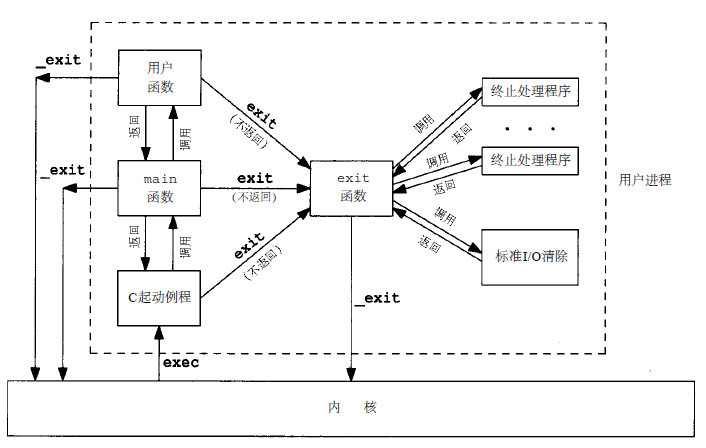 _exit
用户
函数
exit
(不返回)
返回
调用
_exit
main
函数
exit
(不返回)
exit
函数
返回
调用
exit
(不返回)
C起动例程
exec
_exit
调用
返回
终止处理程序
· · ·
调用
返回
终止处理程序
调用
返回
标准I/O清除
用户进程
内 核